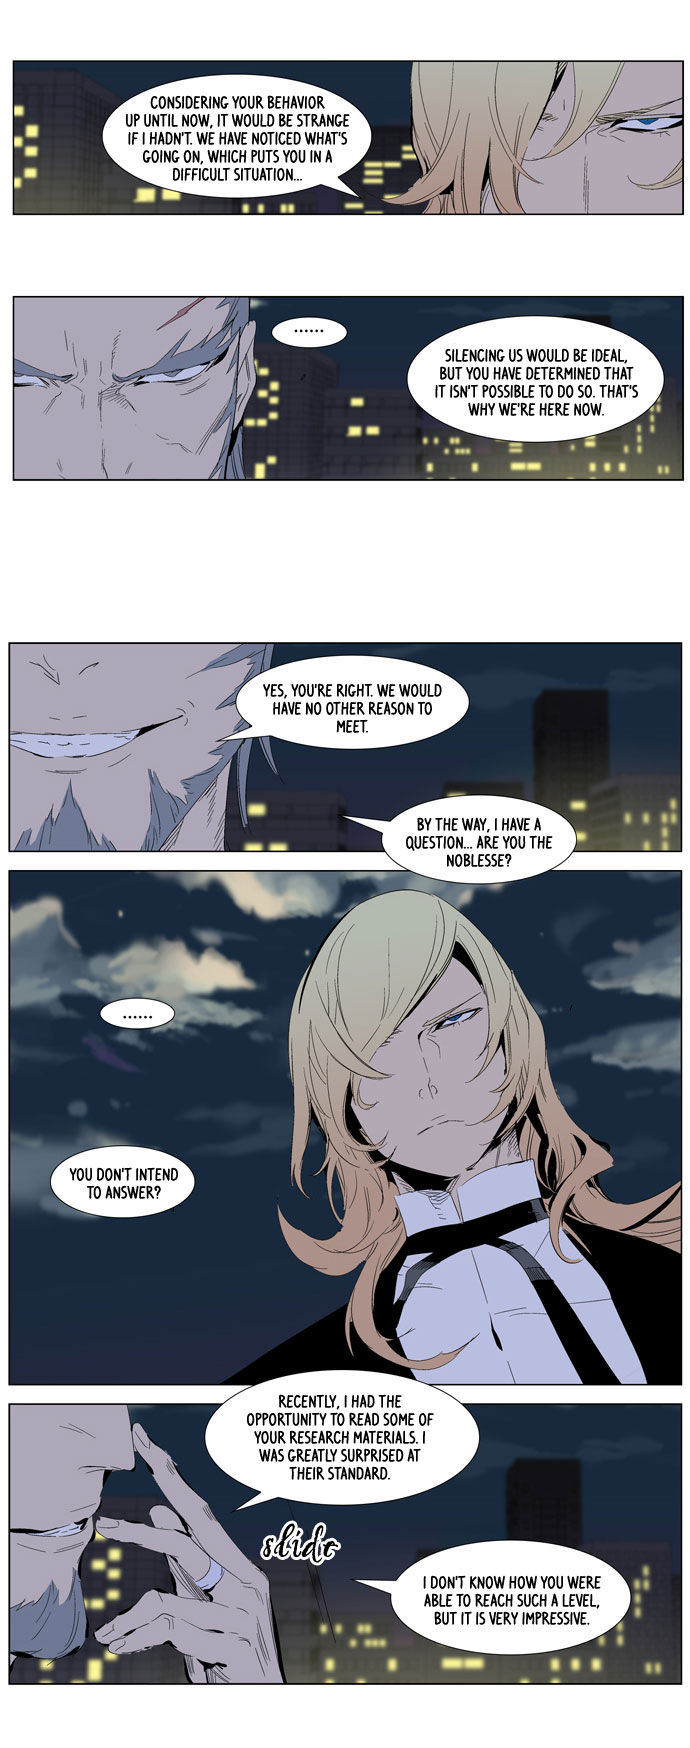 CONSIDERING YOUR BEHAVIOR
UP UNTIL NOW, IT WOULD BE STRANGE
IF I HADN'T. WE HAVE NOTICED WHAT'S
GOING ON, WHICH PUTS YOU IN A
DIFFICULT SITUATION...
......
SILENCING US WOULD BE IDEAL,
BUT YOU HAVE DETERMINED THAT
IT ISN'T POSSIBLE TO DO SO. THAT'S
WHY WE'RE HERE NOW.
YES, YOU'RE RIGHT. WE WOULD
HAVE NO OTHER REASON TO
MEET.
BY THE WAY, I HAVE A
QUESTION... ARE YOU THE
NOBLESSE?
......
YOU DON'T INTEND
TO ANSWER?
RECENTLY, I HAD THE
OPPORTUNITY TO READ SOME OF
YOUR RESEARCH MATERIALS. I
WAS GREATLY SURPRISED AT
THEIR STANDARD.
slide
I DON'T KNOW HOW YOU WERE
ABLE TO REACH SUCH A LEVEL,
BUT IT IS VERY IMPRESSIVE.